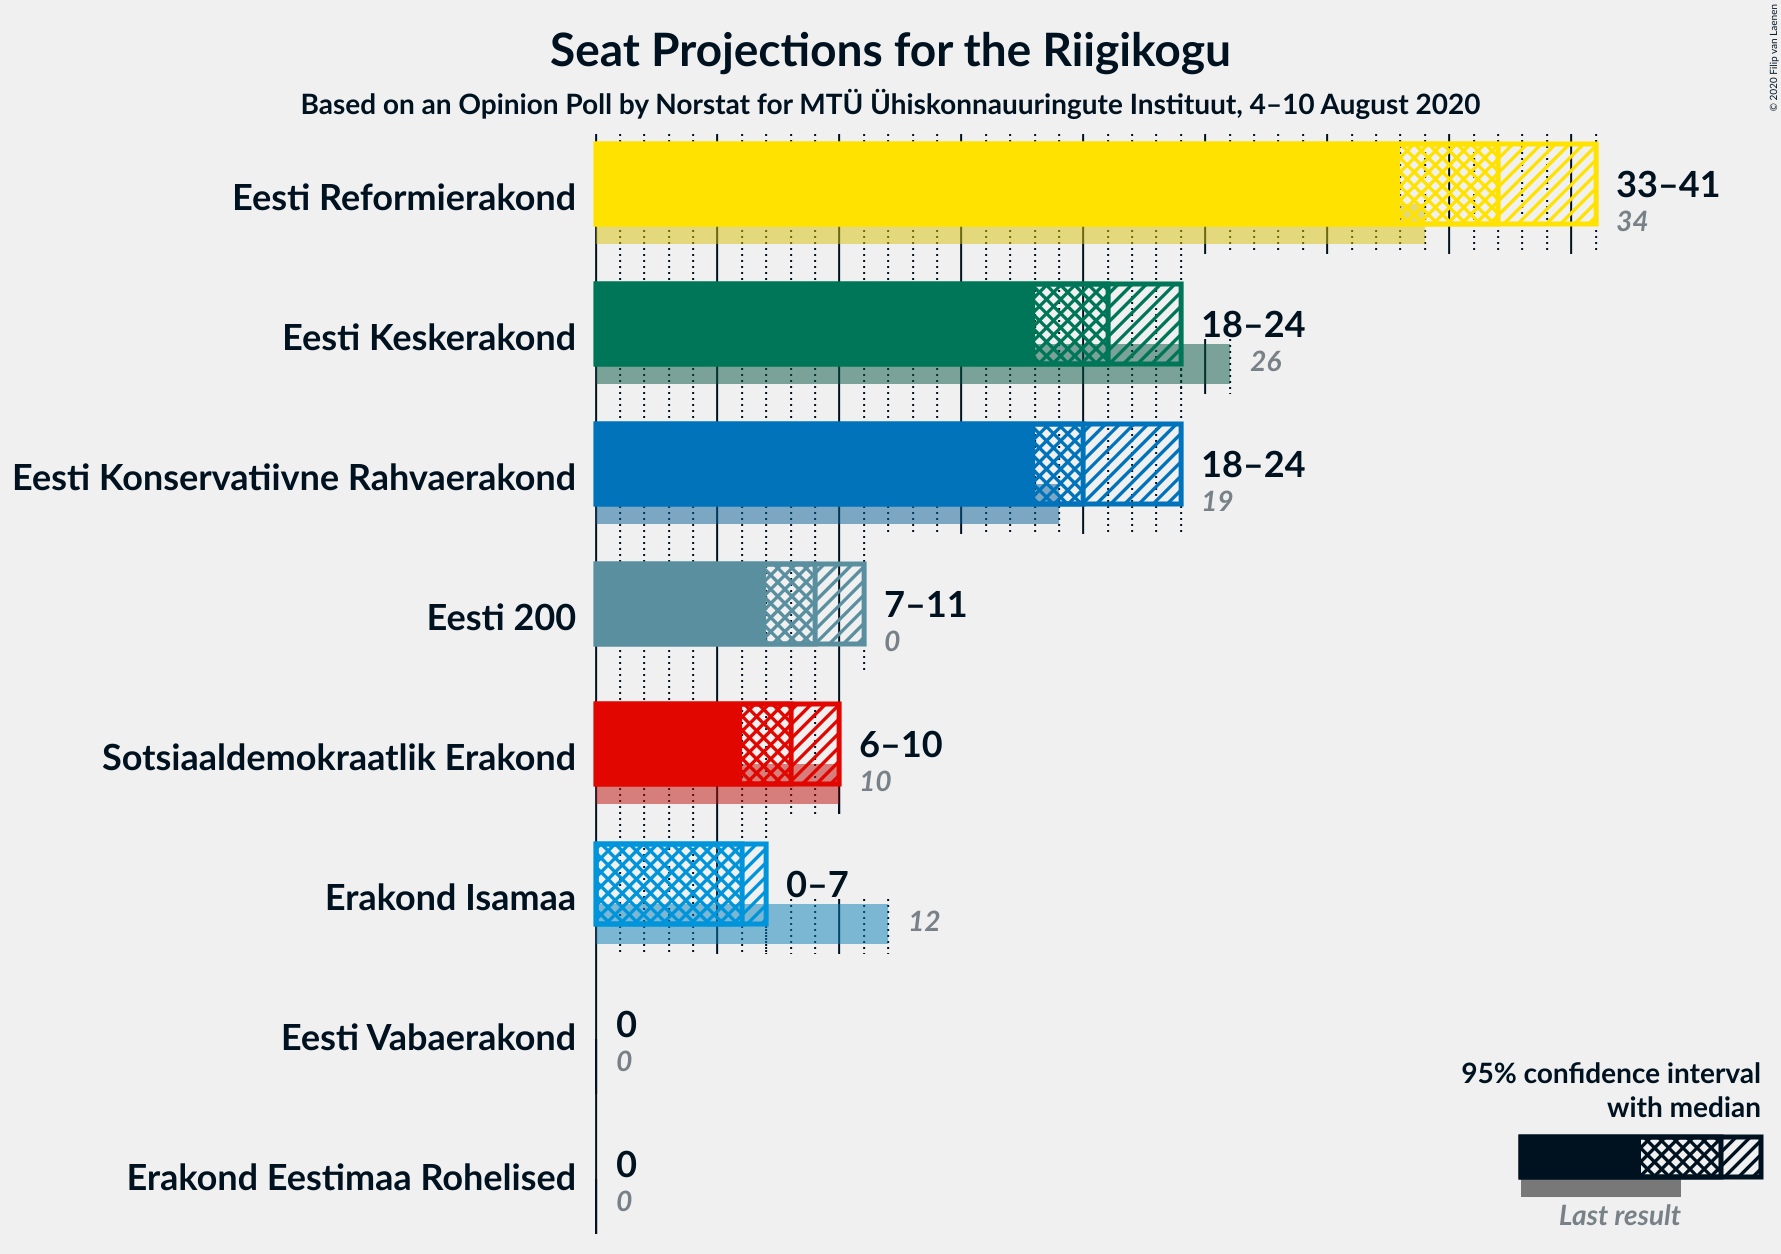 Seat Projections for the Riigikogu
Based on an Opinion Poll by Norstat for MTÜ Ühiskonnauuringute Instituut, 4–10 August 2020
© 2020 Filip van Laenen
Eesti Reformierakond
33–41
34
Eesti Keskerakond
18–24
26
Eesti Konservatiivne Rahvaerakond
18–24
19
Eesti 200
7–11
0
Sotsiaaldemokraatlik Erakond
6–10
10
Erakond Isamaa
0–7
12
Eesti Vabaerakond
0
0
Erakond Eestimaa Rohelised
0
0
95% confidence interval
with median
Last result